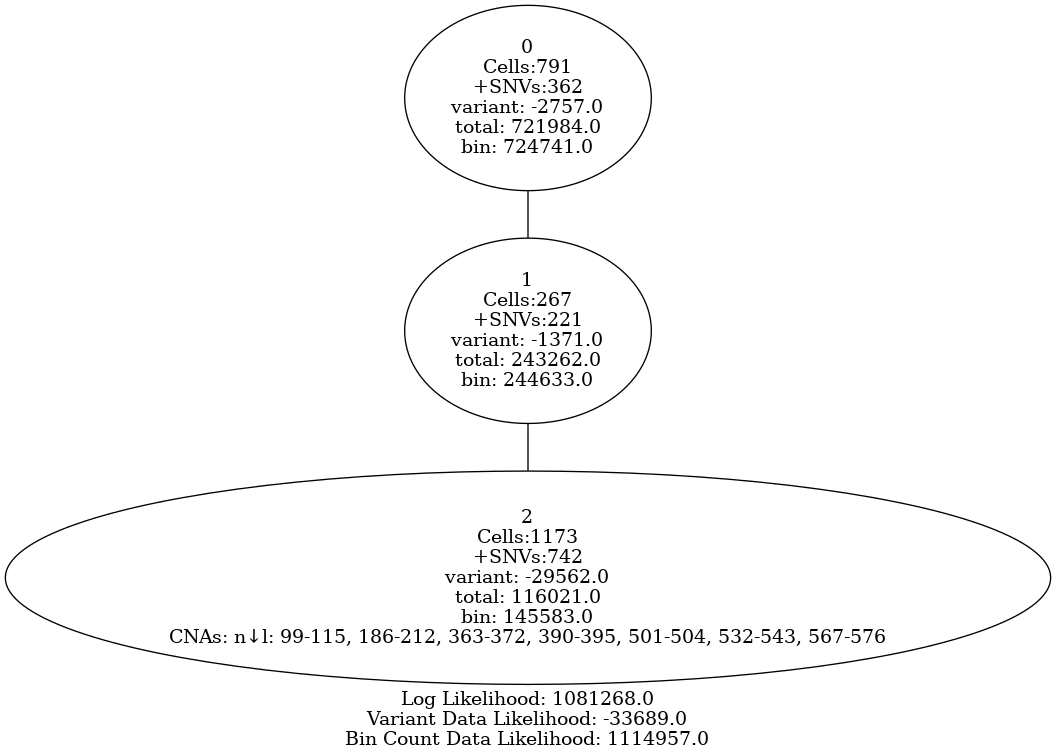 0
Cells:791
+SNVs:362
variant: -2757.0
total: 721984.0
bin: 724741.0
1
Cells:267
+SNVs:221
variant: -1371.0
total: 243262.0
bin: 244633.0
2
Cells:1173
+SNVs:742
variant: -29562.0
total: 116021.0
bin: 145583.0
CNAs: n↓l: 99-115, 186-212, 363-372, 390-395, 501-504, 532-543, 567-576
Log Likelihood: 1081268.0
Variant Data Likelihood: -33689.0
Bin Count Data Likelihood: 1114957.0